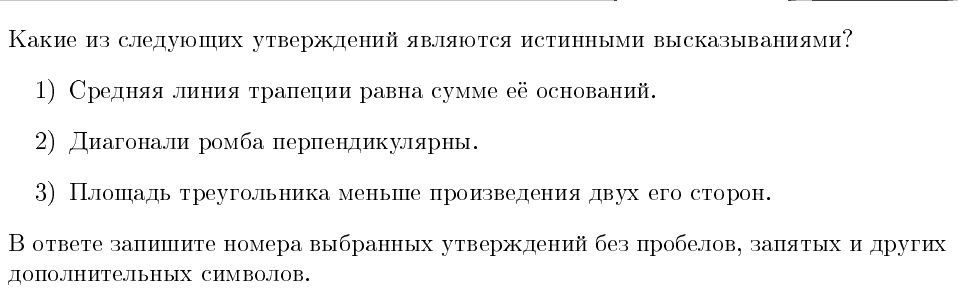 Какие из следующих утверждений являются истинными высказываниями?
1) Средняя линия трапеции равна сумме её оснований.
2) Диагонали ромба перпендикулярны.
3) Площадь треугольника меньше произведения двух его сторон.
В ответе запишите номера выбранных утверждений без пробелов, запятых и других
дополнительных символов.